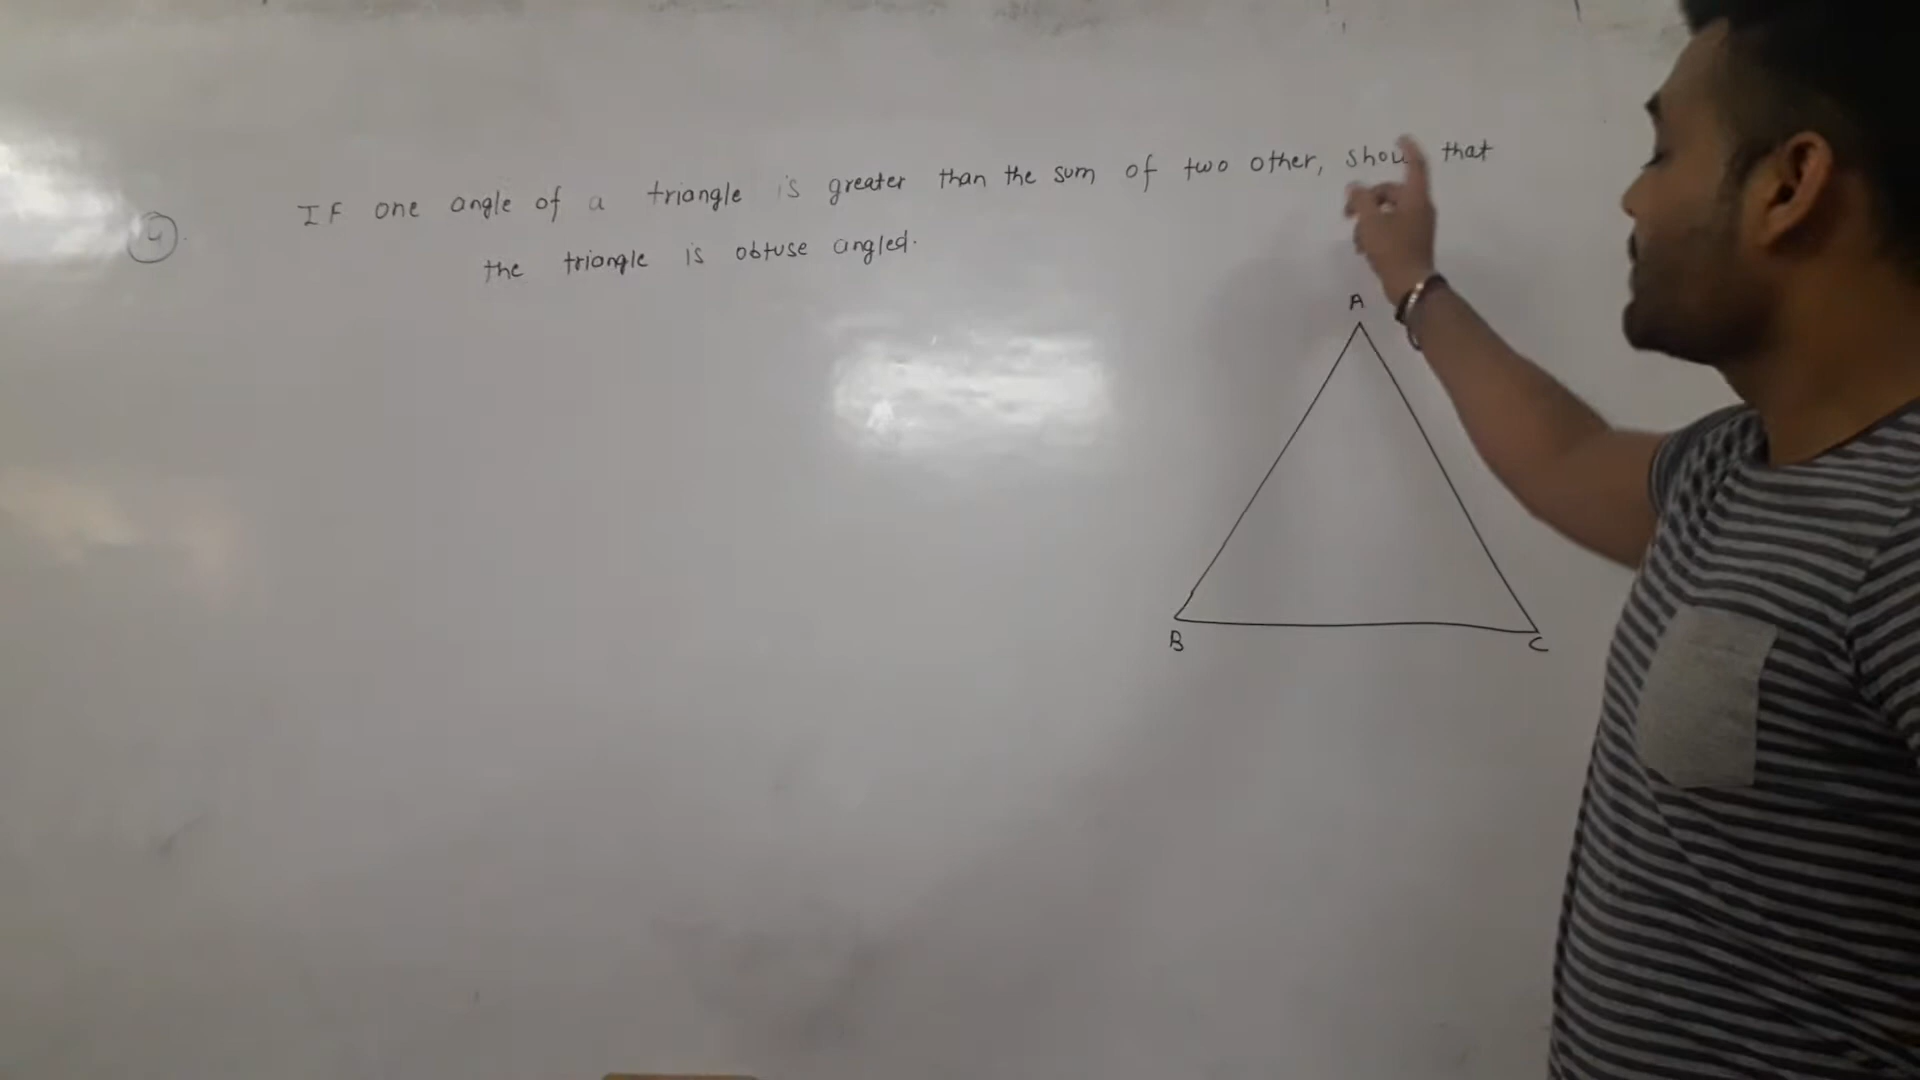 4. IF one angle of a triangle is greater than the sum of two other, show that
the triangle is obtuse angled.
A
B
C